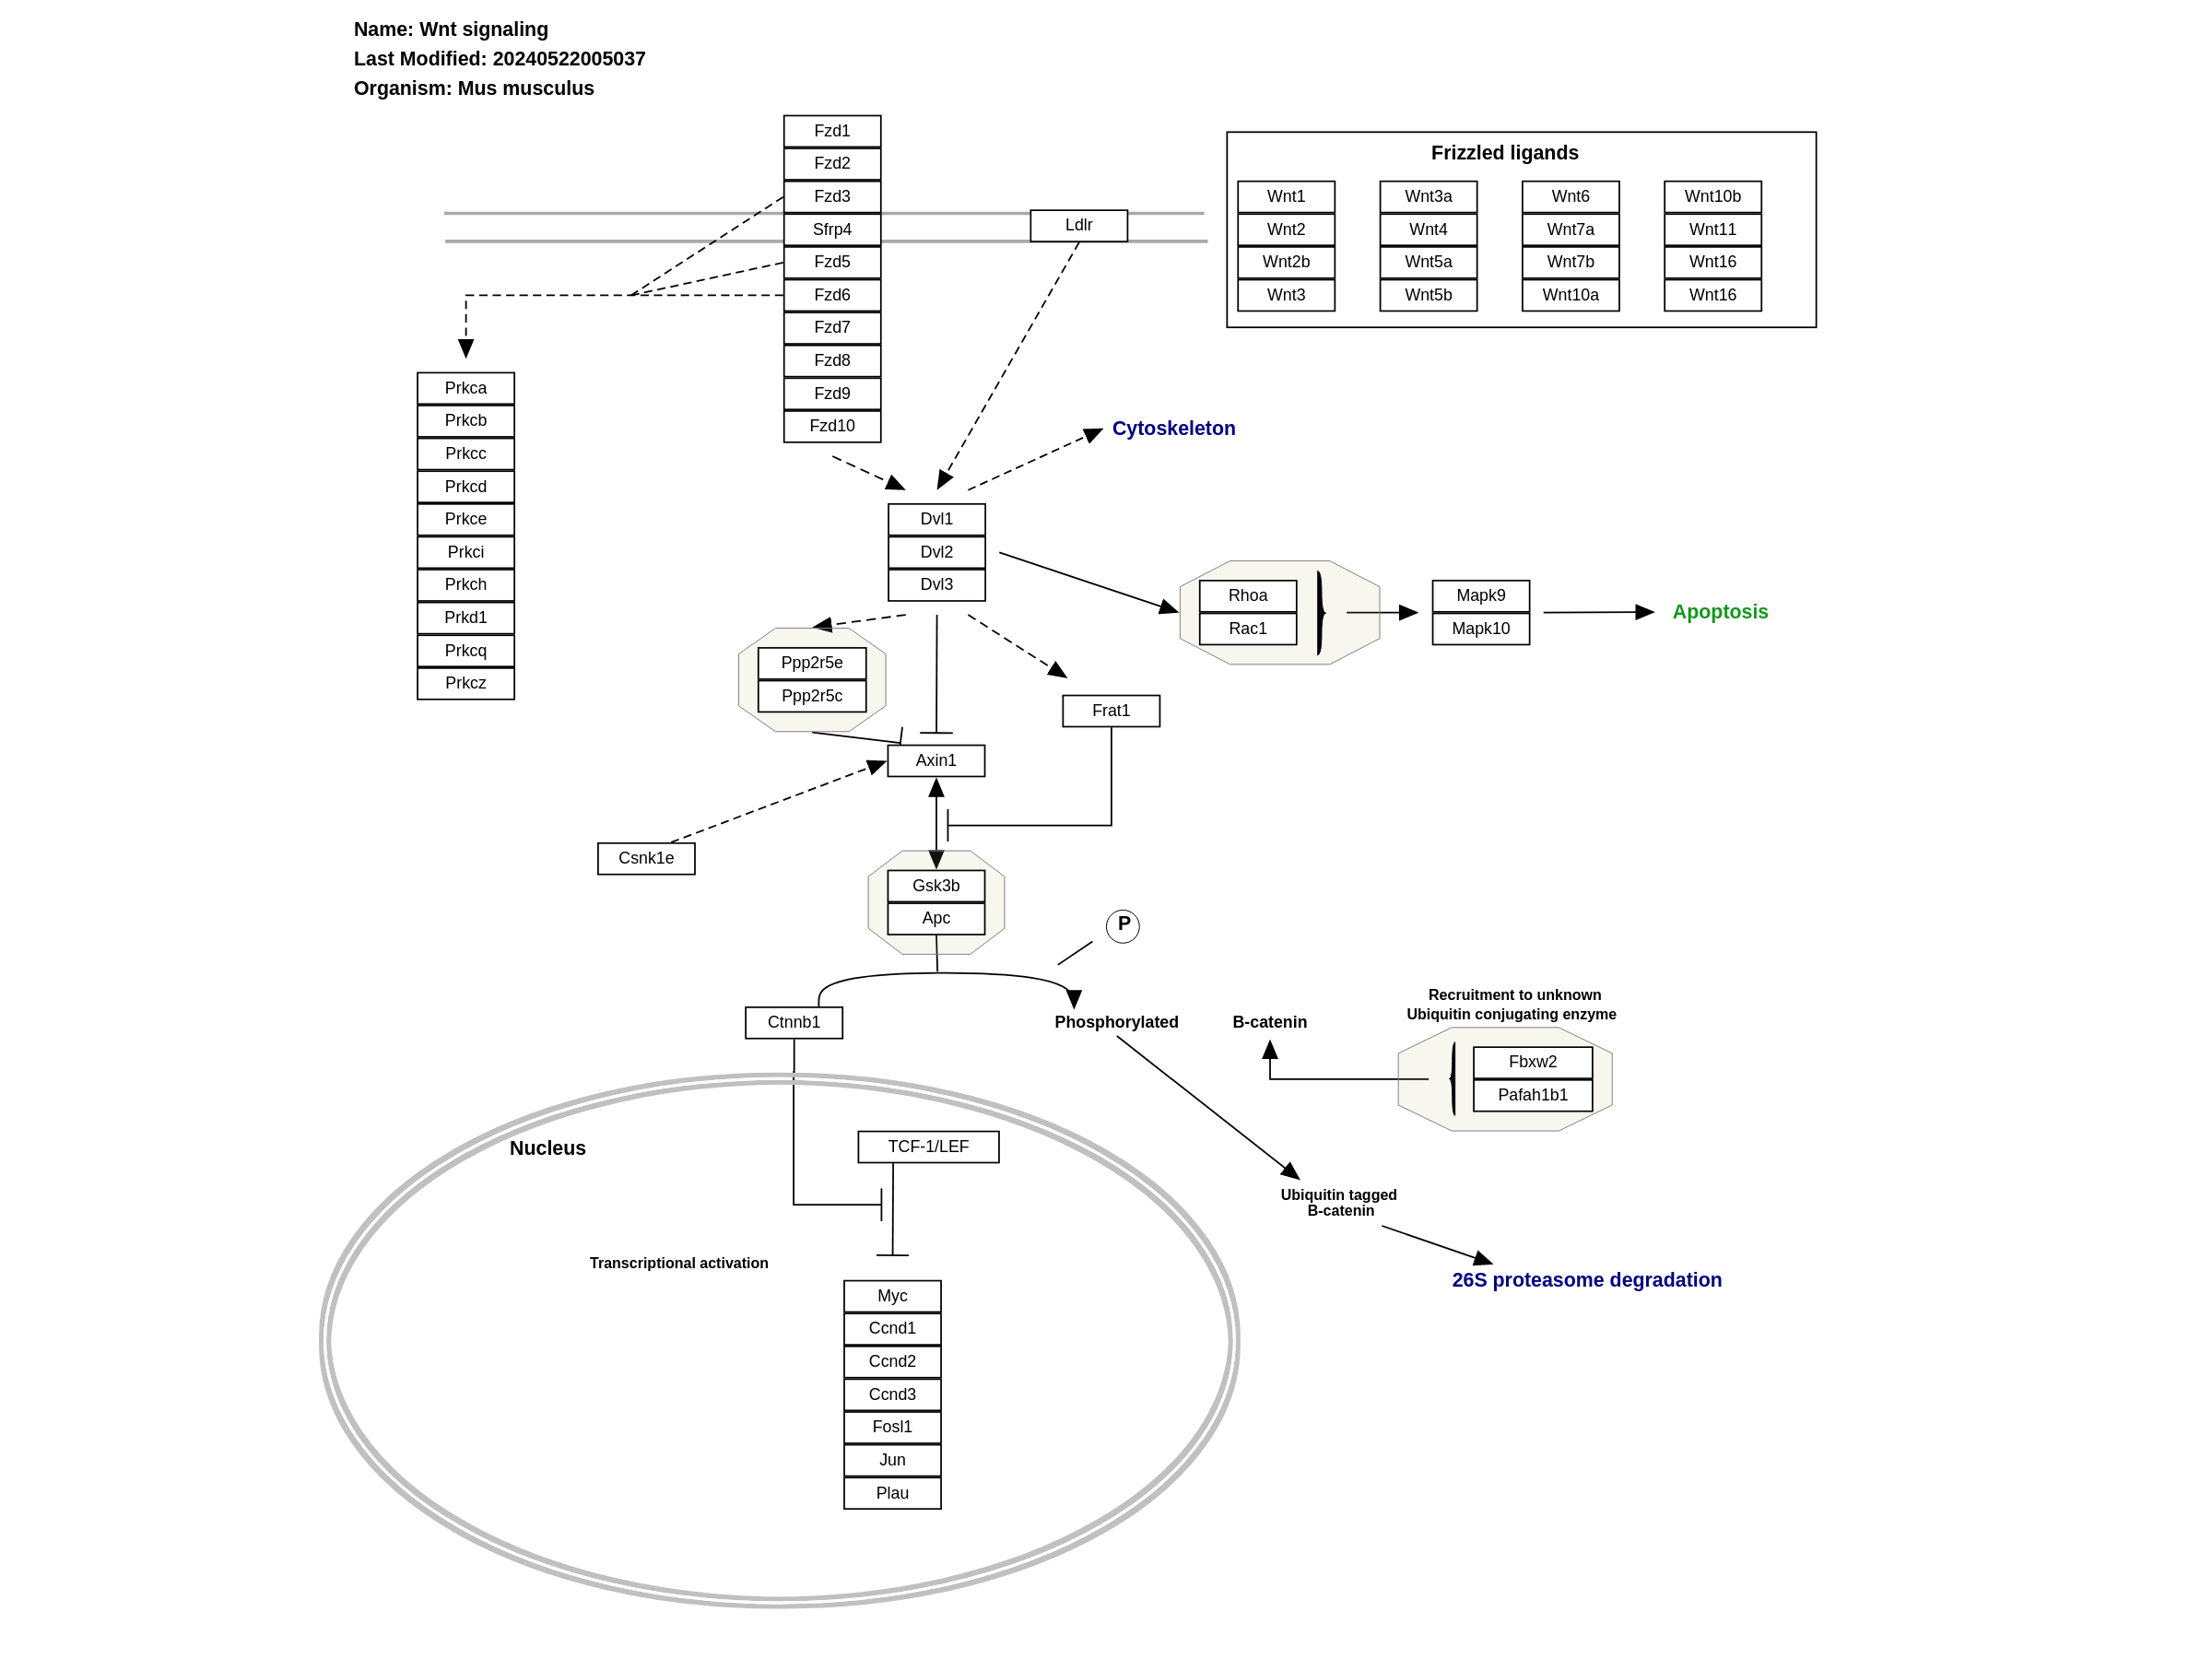 Name: Wnt signaling
Last Modified: 20240522005037
Organism: Mus musculus
Fzd1
Fzd2
Fzd3
Sfrp4
Fzd5
Fzd6
Fzd7
Fzd8
Fzd9
Fzd10
Ldlr
Frizzled ligands
Wnt1
Wnt2
Wnt2b
Wnt3
Wnt3a
Wnt4
Wnt5a
Wnt5b
Wnt6
Wnt7a
Wnt7b
Wnt10a
Wnt10b
Wnt11
Wnt16
Wnt16
Prkca
Prkcb
Prkcc
Prkcd
Prkce
Prkci
Prkch
Prkd1
Prkcq
Prkcz
Cytoskeleton
Dvl1
Dvl2
Dvl3
Rhoa
Rac1
Mapk9
Mapk10
Apoptosis
Ppp2r5e
Ppp2r5c
Frat1
Axin1
Csnk1e
Gsk3b
Apc
P
Ctnnb1
Phosphorylated
B-catenin
Recruitment to unknown
Ubiquitin conjugating enzyme
Fbxw2
Pafah1b1
Nucleus
TCF-1/LEF
Ubiquitin tagged
B-catenin
Transcriptional activation
26S proteasome degradation
Myc
Ccnd1
Ccnd2
Ccnd3
Fosl1
Jun
Plau